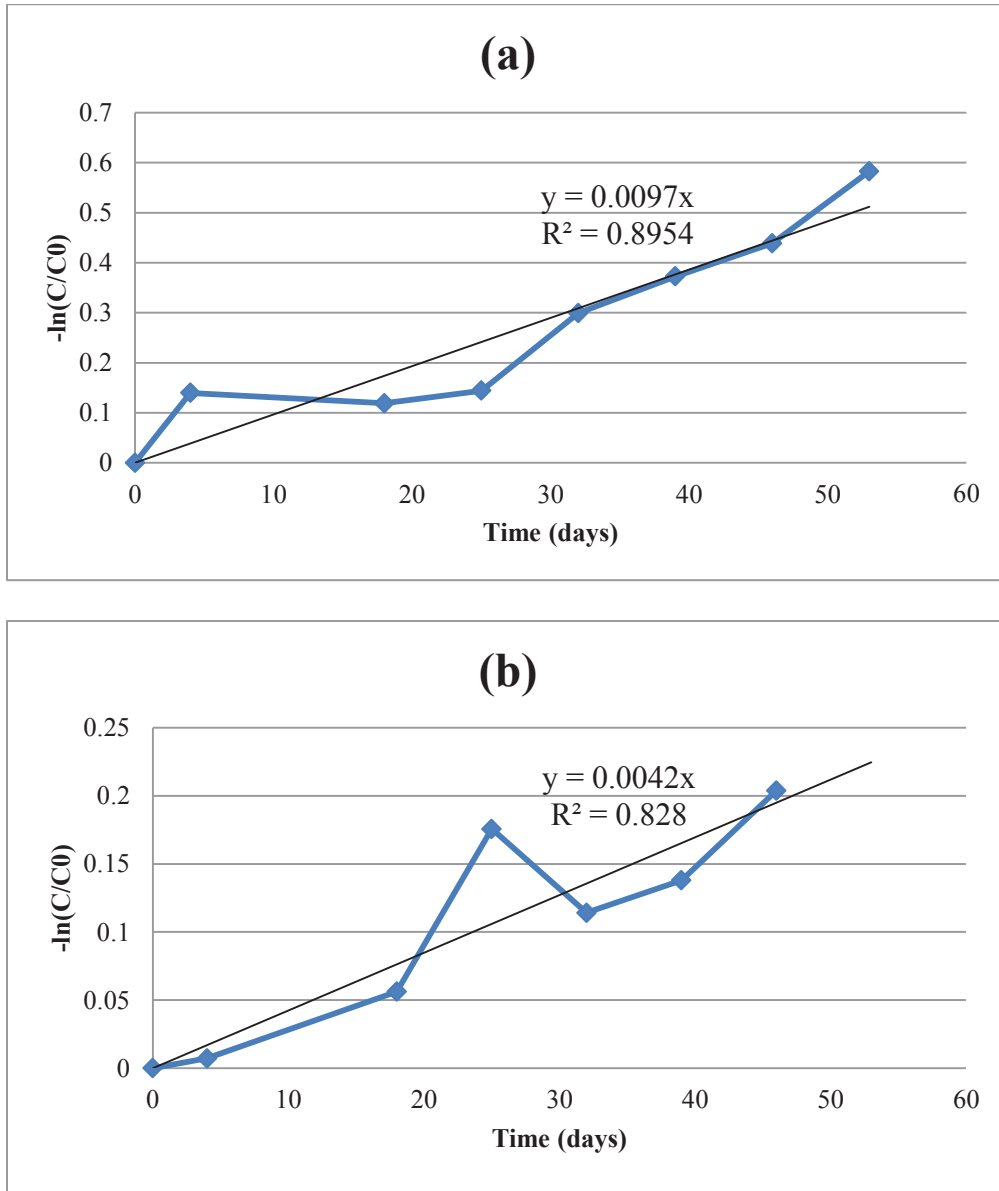 (a)
0.7
0.6
0.5
0.4
0.3
0.2
0.1
0
-ln(C/C0)
y = 0.0097x
R² = 0.8954
0 10 20 30 40 50 60
Time (days)
(b)
0.25
0.2
0.15
0.1
0.05
0
-ln(C/C0)
y = 0.0042x
R² = 0.828
0 10 20 30 40 50 60
Time (days)